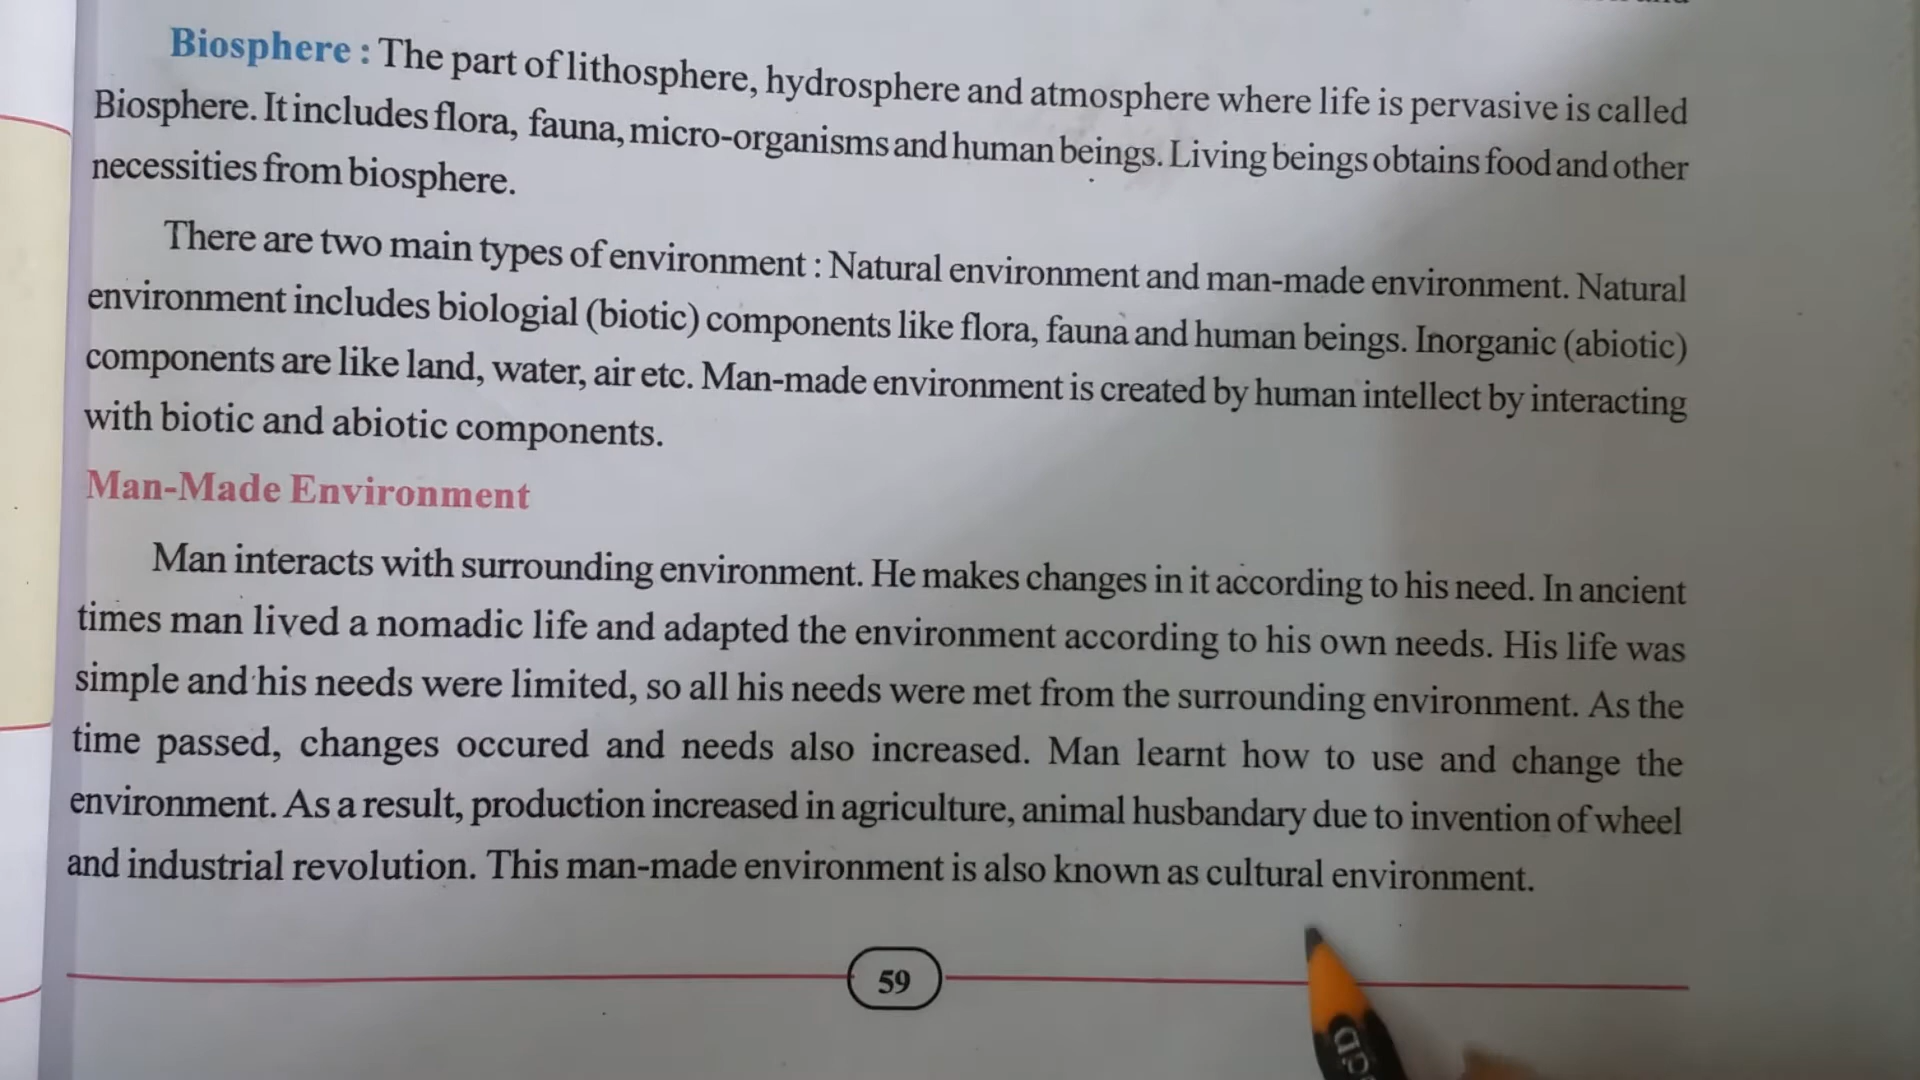 Biosphere : The part of lithosphere, hydrosphere and atmosphere where life is pervasive is called
Biosphere. It includes flora, fauna, micro-organisms and human beings. Living beings obtains food and other
necessities from biosphere.
There are two main types of environment : Natural environment and man-made environment. Natural
environment includes biologial (biotic) components like flora, fauna and human beings. Inorganic (abiotic)
components are like land, water, air etc. Man-made environment is created by human intellect by interacting
with biotic and abiotic components.
Man-Made Environment
Man interacts with surrounding environment. He makes changes in it according to his need. In ancient
times man lived a nomadic life and adapted the environment according to his own needs. His life was
simple and his needs were limited, so all his needs were met from the surrounding environment. As the
time passed, changes occured and needs also increased. Man learnt how to use and change the
environment. As a result, production increased in agriculture, animal husbandary due to invention of wheel
and industrial revolution. This man-made environment is also known as cultural environment.
59